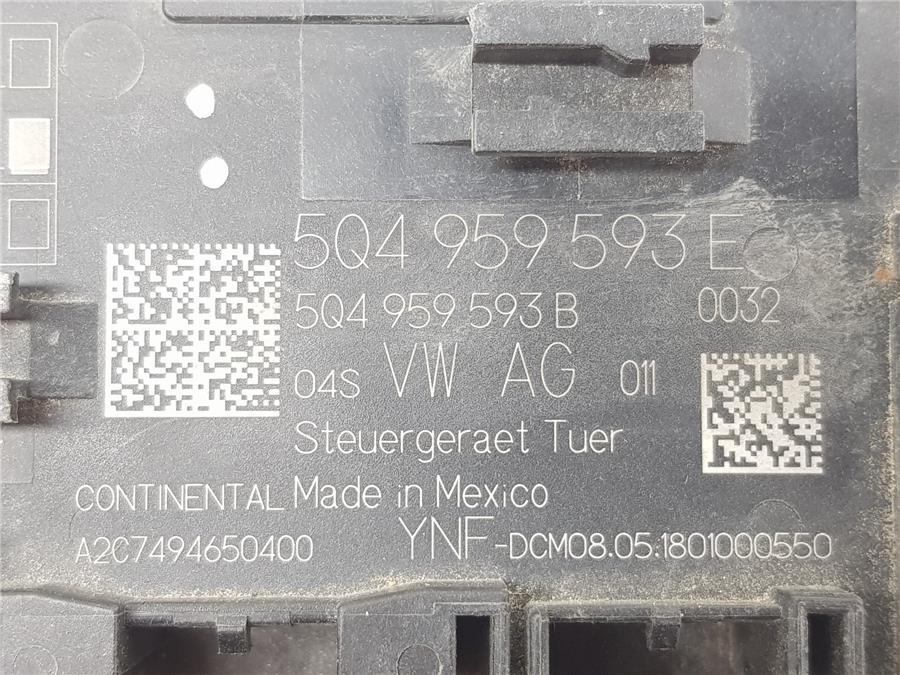 5Q4 959 593 E
5Q4 959 593 B 0032
04S VW AG 011
Steuergeraet Tuer
CONTINENTAL Made in Mexico
A2C7494650400 YNF-DCM08.05:1801000550